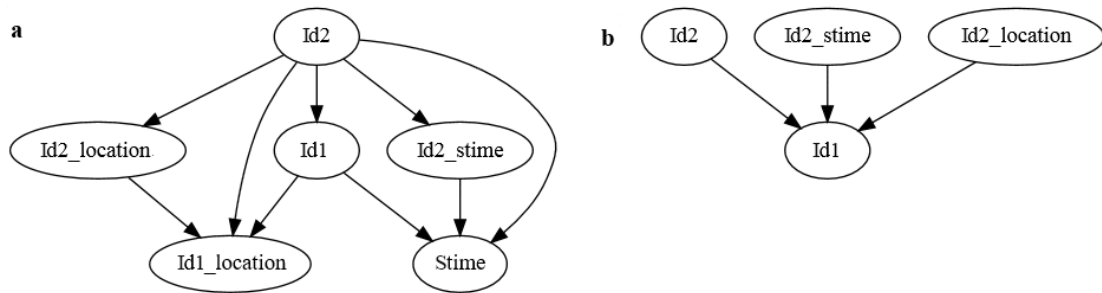 a
Id2
Id2_location
Id1
Id2_stime
Id1_location
Stime
b
Id2
Id2_stime
Id2_location
Id1